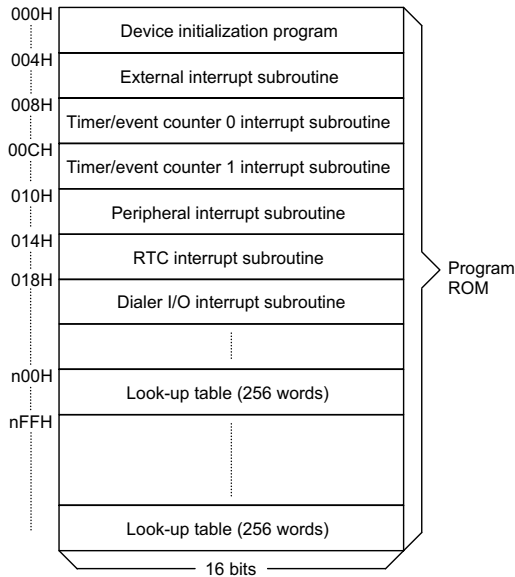 000H
Device initialization program
004H
External interrupt subroutine
008H
Timer/event counter 0 interrupt subroutine
00CH
Timer/event counter 1 interrupt subroutine
010H
Peripheral interrupt subroutine
014H
RTC interrupt subroutine
018H
Dialer I/O interrupt subroutine
Program
ROM
n00H
Look-up table (256 words)
nFFH
Look-up table (256 words)
16 bits